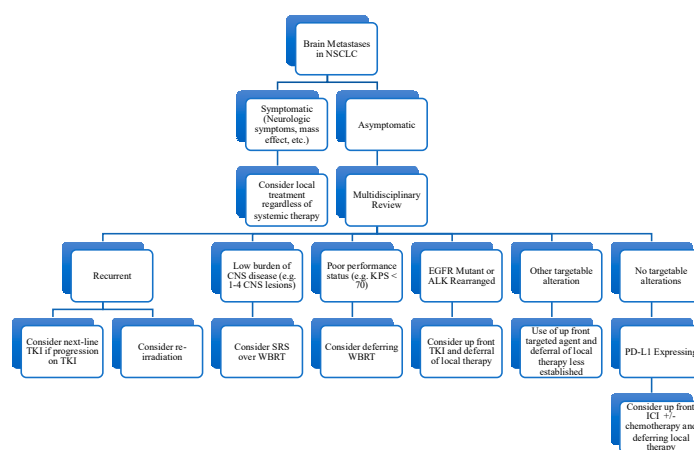 Brain Metastases
in NSCLC
Symptomatic
(Neurologic
symptoms, mass
effect, etc.)
Asymptomatic
Consider local
treatment
regardless of
systemic therapy
Multidisciplinary
Review
Recurrent
Low burden of
CNS disease (e.g.
1-4 CNS lesions)
Poor performance
status (e.g. KPS <
70)
EGFR Mutant or
ALK Rearranged
Other targetable
alteration
No targetable
alterations
Consider next-line
TKI if progression
on TKI
Consider re-
irradiation
Consider SRS
over WBRT
Consider deferring
WBRT
Consider up front
TKI and deferral
of local therapy
Use of up front
targeted agent and
deferral of local
therapy less
established
PD-L1 Expressing
Consider up front
ICI +/-
chemotherapy and
deferring local
therapy